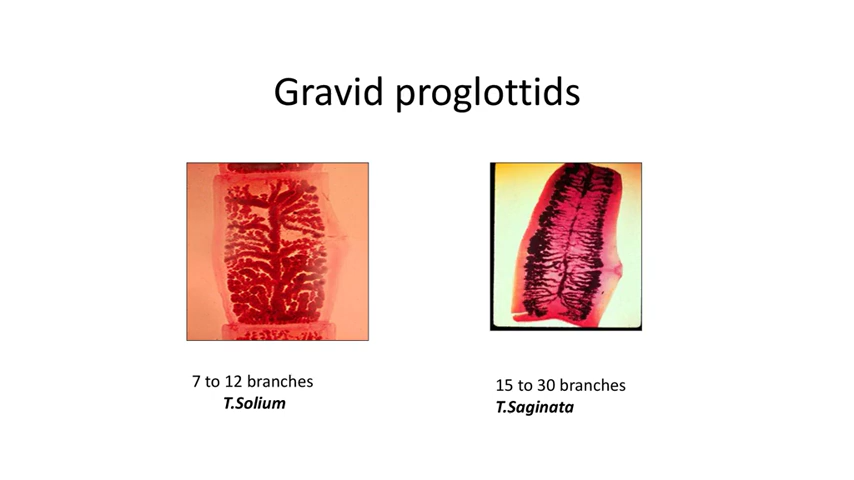 Gravid proglottids
7 to 12 branches
T.Solium
15 to 30 branches
T.Saginata